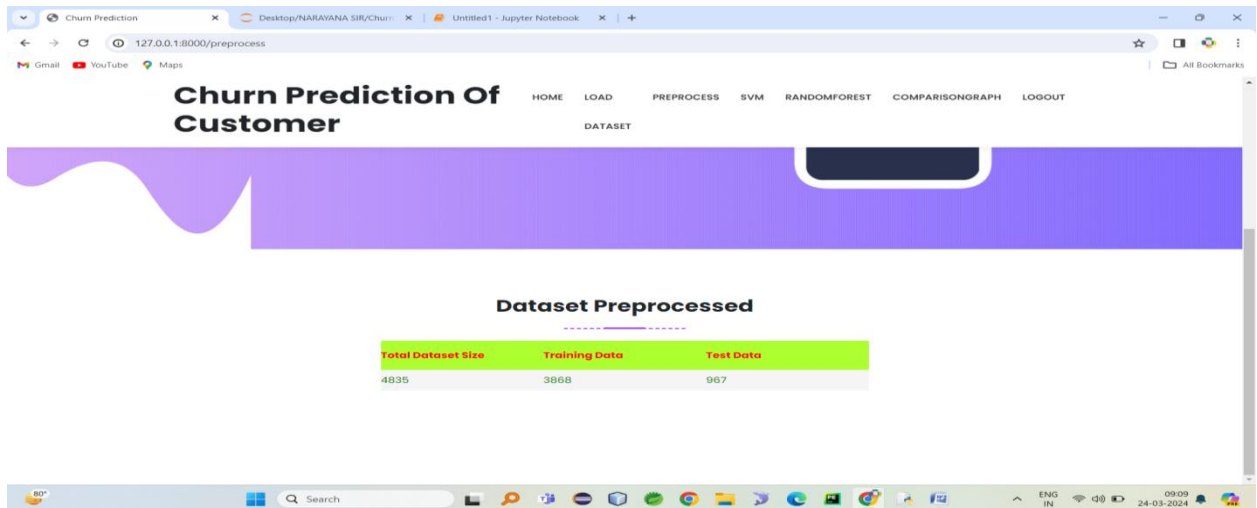 Churn Prediction
Desktop/NARAYANA SIR/Churn
Untitled1 - Jupyter Notebook
127.0.0.1:8000/preprocess
Gmail YouTube Maps
All Bookmarks
Churn Prediction Of
Customer
HOME LOAD PREPROCESS SVM RANDOMFOREST COMPARISONGRAPH LOGOUT
DATASET
Dataset Preprocessed
Total Dataset Size Training Data Test Data
4835 3868 967
80°
Search
ENG
IN
09:09
24-03-2024